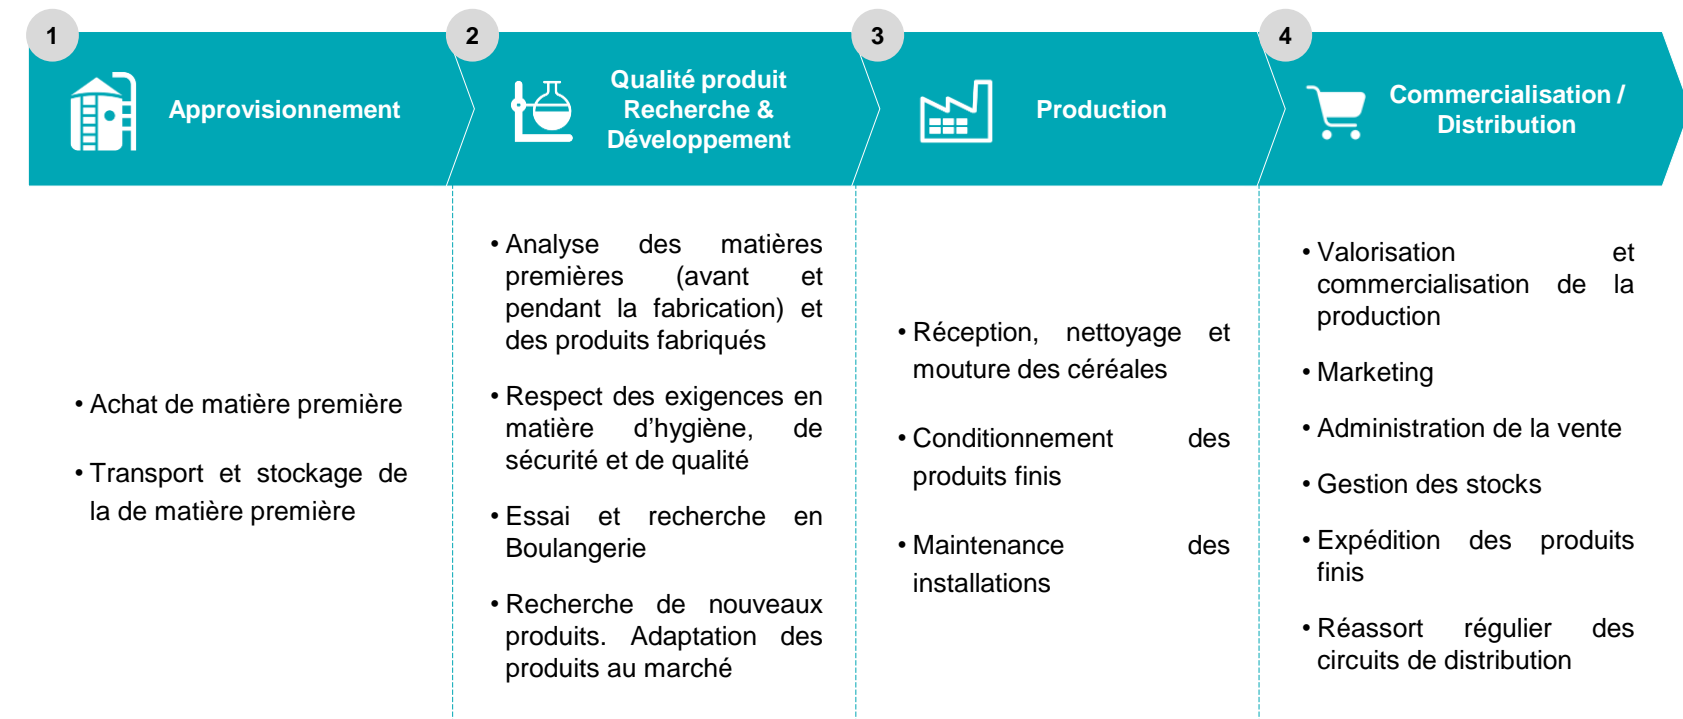 1
Approvisionnement
• Achat de matière première
• Transport et stockage de
la de matière première
2
Qualité produit
Recherche &
Développement
• Analyse des matières
premières (avant et
pendant la fabrication) et
des produits fabriqués
• Respect des exigences en
matière d’hygiène, de
sécurité et de qualité
• Essai et recherche en
Boulangerie
• Recherche de nouveaux
produits. Adaptation des
produits au marché
3
Production
• Réception, nettoyage et
mouture des céréales
• Conditionnement des
produits finis
• Maintenance des
installations
4
Commercialisation /
Distribution
• Valorisation et
commercialisation de la
production
• Marketing
• Administration de la vente
• Gestion des stocks
• Expédition des produits
finis
• Réassort régulier des
circuits de distribution